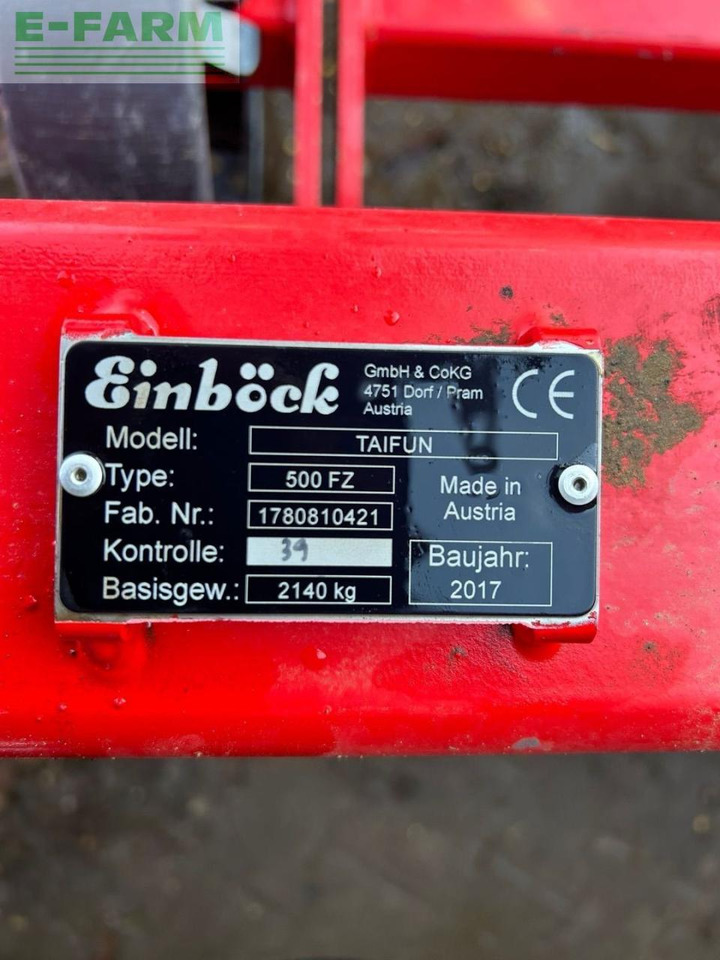 E-FARM
Einböck
GmbH & CoKG
4751 Dorf / Pram
Austria
CE
Modell: TAIFUN
Type: 500 FZ
Made in
Austria
Fab. Nr.: 1780810421
Kontrolle: 39
Baujahr:
2017
Basisgew.: 2140 kg